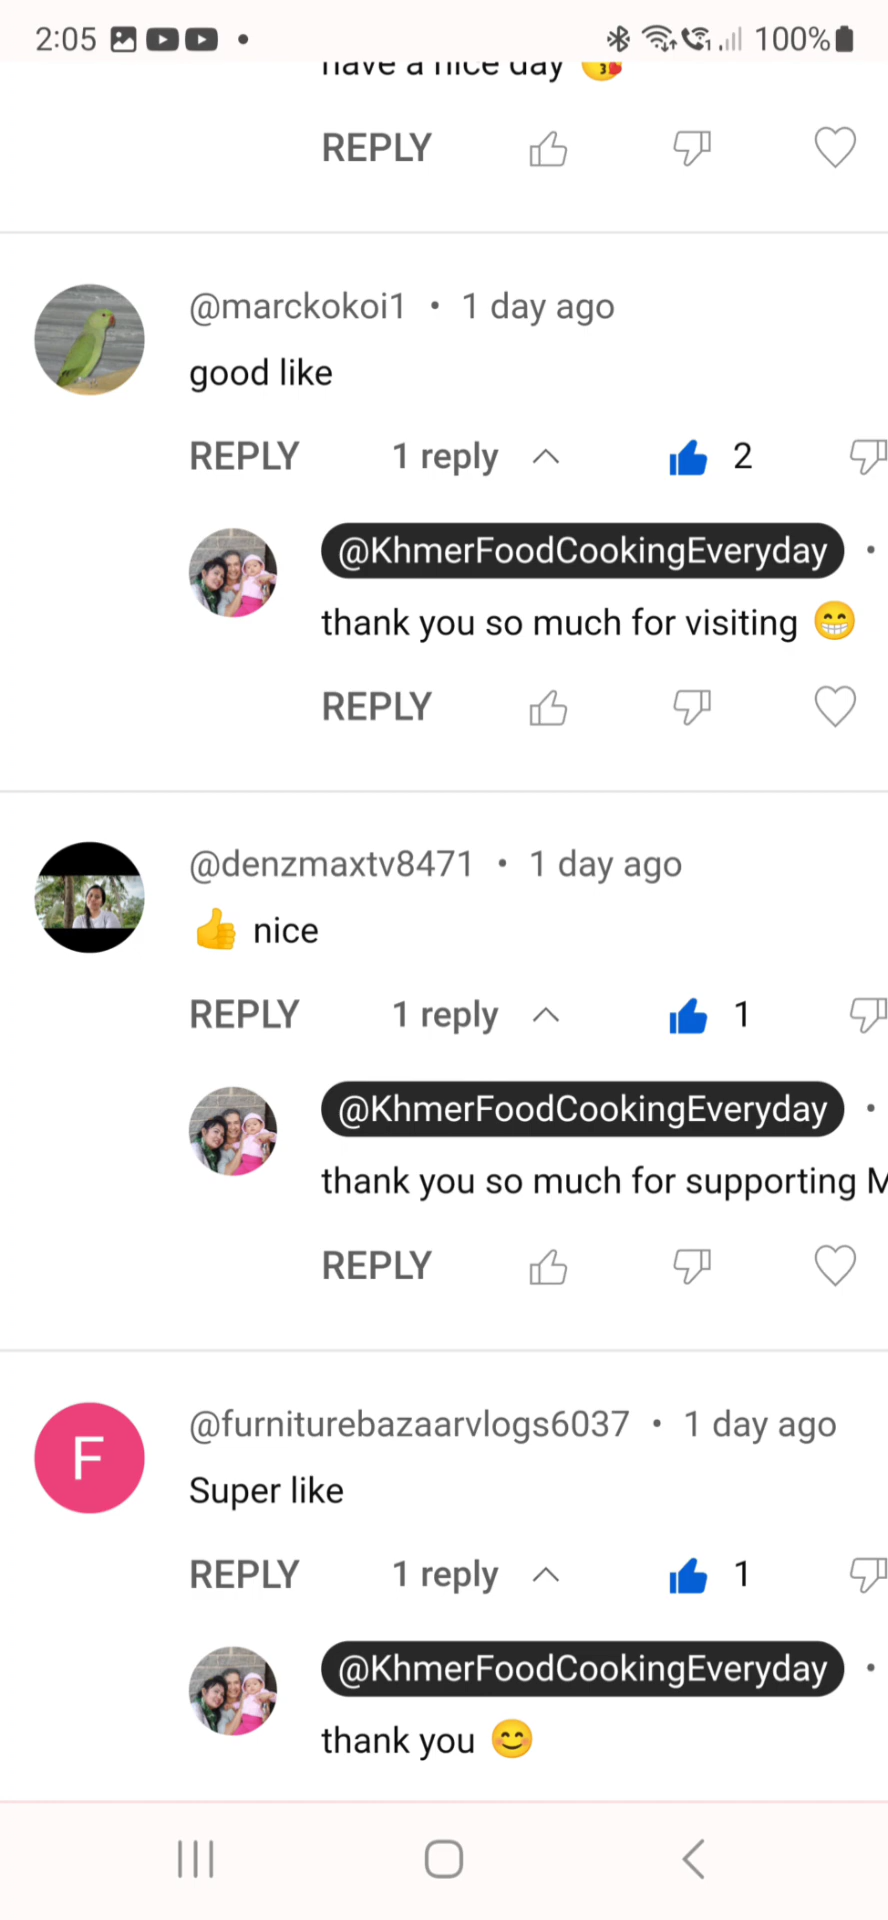 2:05 100%
have a nice day 😘
REPLY
@marckokoi1 • 1 day ago
good like
REPLY 1 reply 2
@KhmerFoodCookingEveryday •
thank you so much for visiting 😁
REPLY
@denzmaxtv8471 • 1 day ago
👍 nice
REPLY 1 reply 1
@KhmerFoodCookingEveryday •
thank you so much for supporting M
REPLY
F
@furniturebazaarvlogs6037 • 1 day ago
Super like
REPLY 1 reply 1
@KhmerFoodCookingEveryday •
thank you 😊